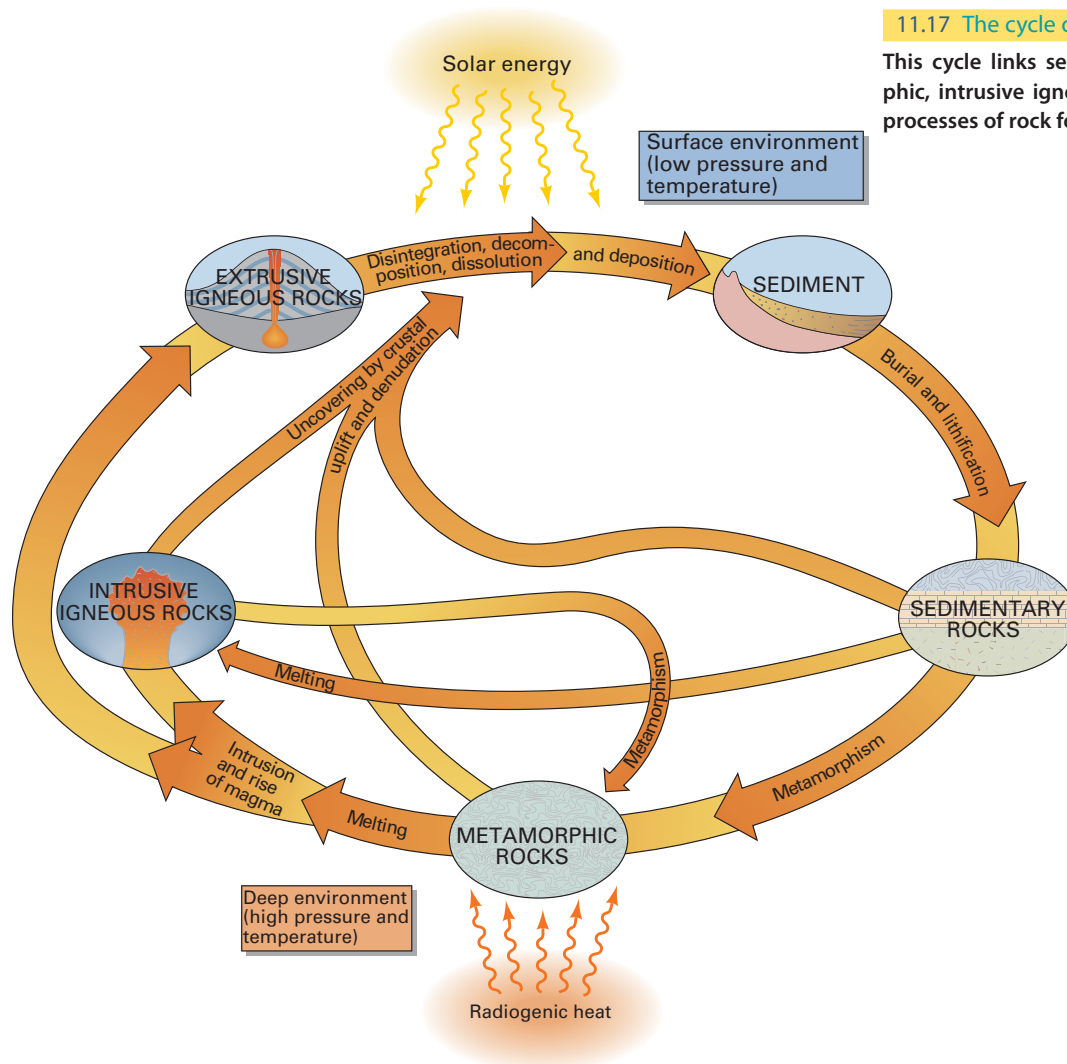 11.17 The cycle o
This cycle links se
phic, intrusive igne
processes of rock fo
Solar energy
Surface environment
(low pressure and
temperature)
EXTRUSIVE
IGNEOUS ROCKS
Disintegration, decom-
position, dissolution
and deposition
SEDIMENT
Uncovering by crustal
uplift and denudation
Burial and lithification
INTRUSIVE
IGNEOUS ROCKS
SEDIMENTARY
ROCKS
Melting
Metamorphism
Metamorphism
Intrusion
and rise
of magma
Melting
METAMORPHIC
ROCKS
Deep environment
(high pressure and
temperature)
Radiogenic heat